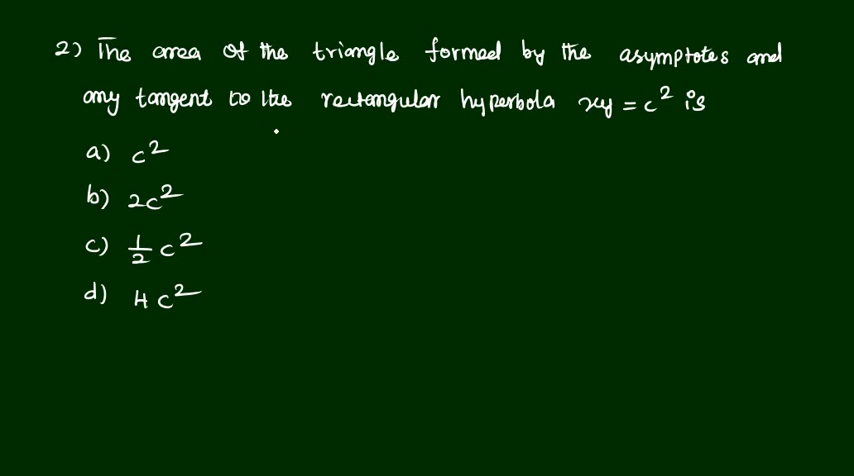 2) The area of the triangle formed by the asymptotes and
any tangent to the rectangular hyperbola xy = c² is
a) c²
b) 2c²
c) 1/2 c²
d) 4c²